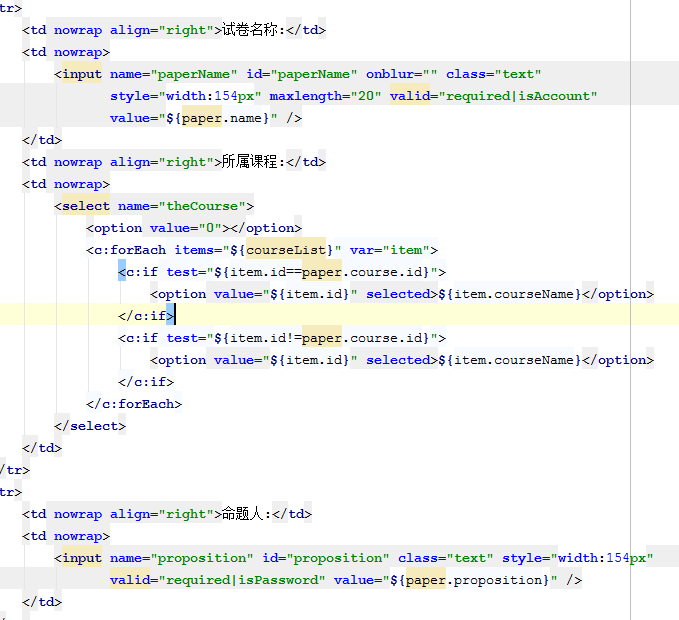 tr>
<td nowrap align="right">试卷名称:</td>
<td nowrap>
<input name="paperName" id="paperName" onblur="" class="text"
style="width:154px" maxlength="20" valid="required|isAccount"
value="${paper.name}" />
</td>
<td nowrap align="right">所属课程:</td>
<td nowrap>
<select name="theCourse">
<option value="0"></option>
<c:forEach items="${courseList}" var="item">
<c:if test="${item.id==paper.course.id}">
<option value="${item.id}" selected>${item.courseName}</option>
</c:if>
<c:if test="${item.id!=paper.course.id}">
<option value="${item.id}" selected>${item.courseName}</option>
</c:if>
</c:forEach>
</select>
</td>
/tr>
tr>
<td nowrap align="right">命题人:</td>
<td nowrap>
<input name="proposition" id="proposition" class="text" style="width:154px"
valid="required|isPassword" value="${paper.proposition}" />
</td>